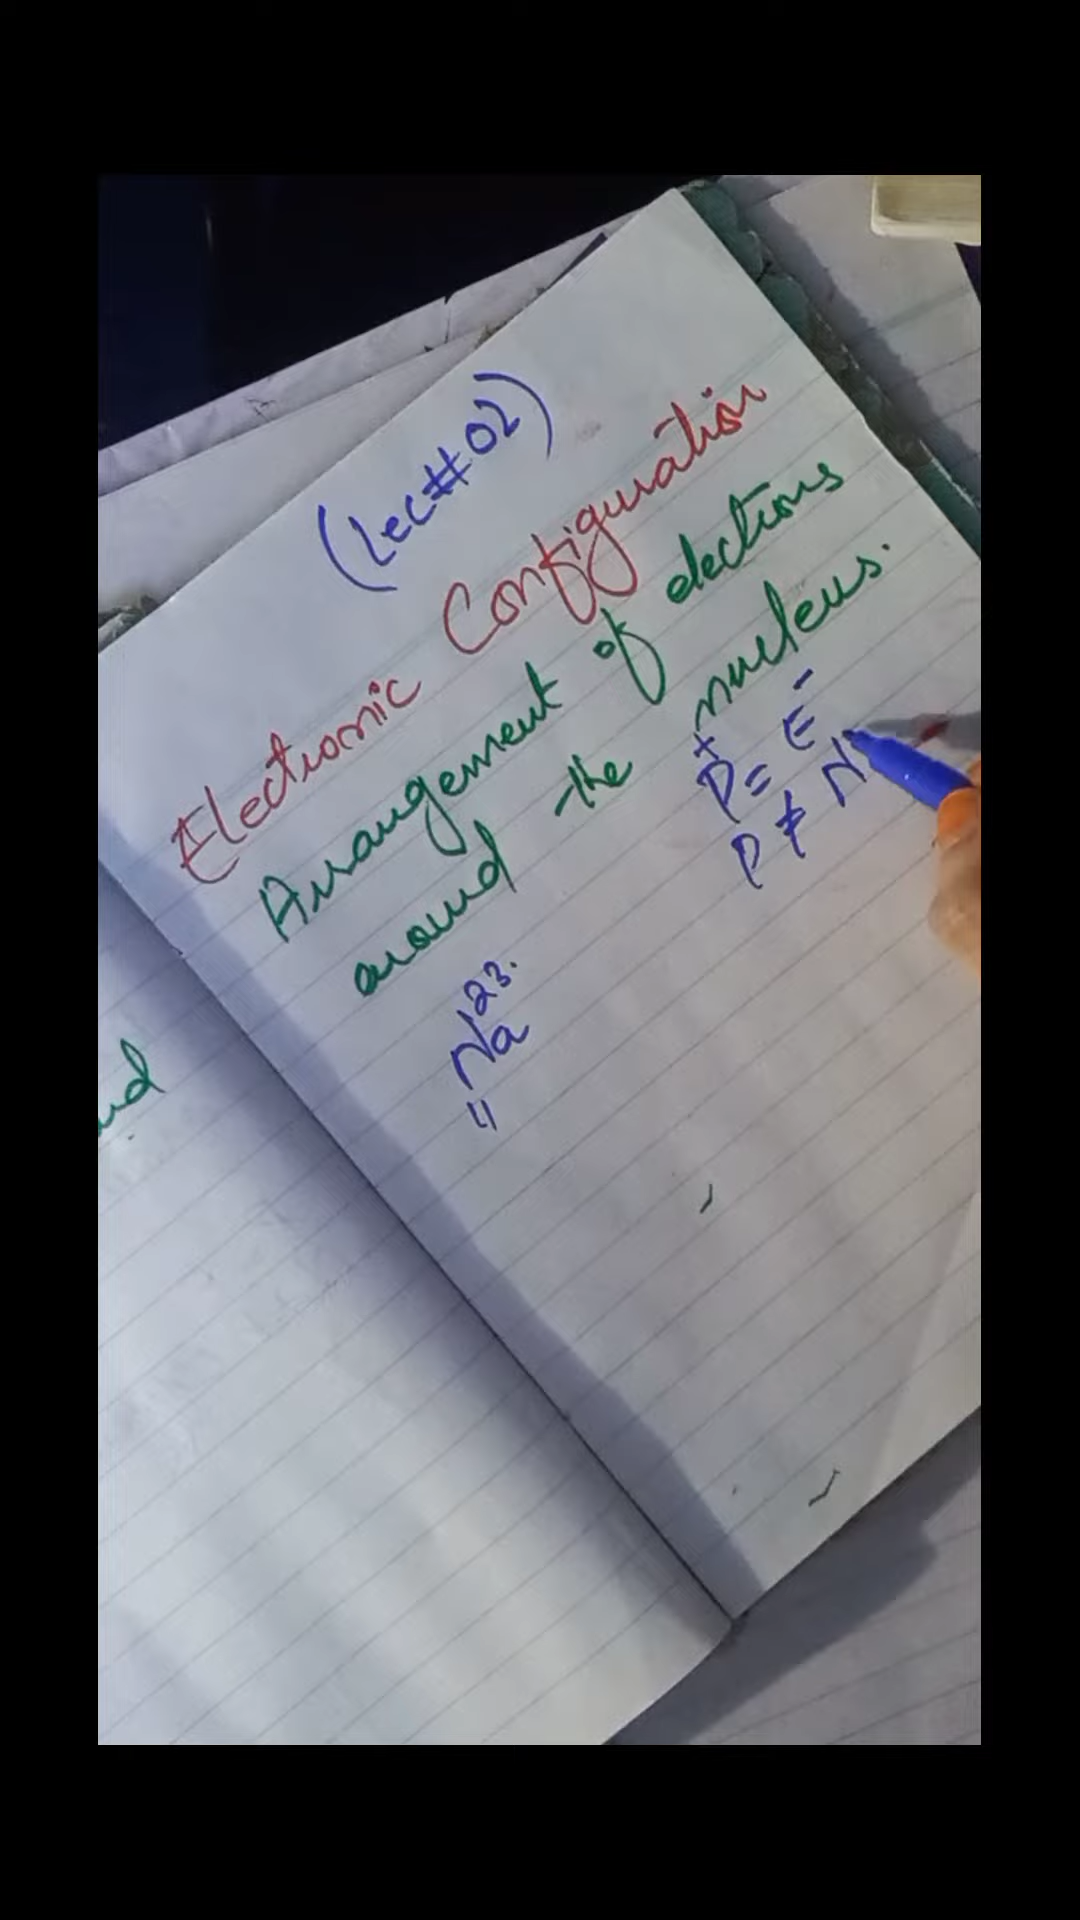 (Lec#02)
Electronic Configuration
Arrangement of electrons
around the nucleus.
+ -
P = E
P ≠ N
23.
Na
11